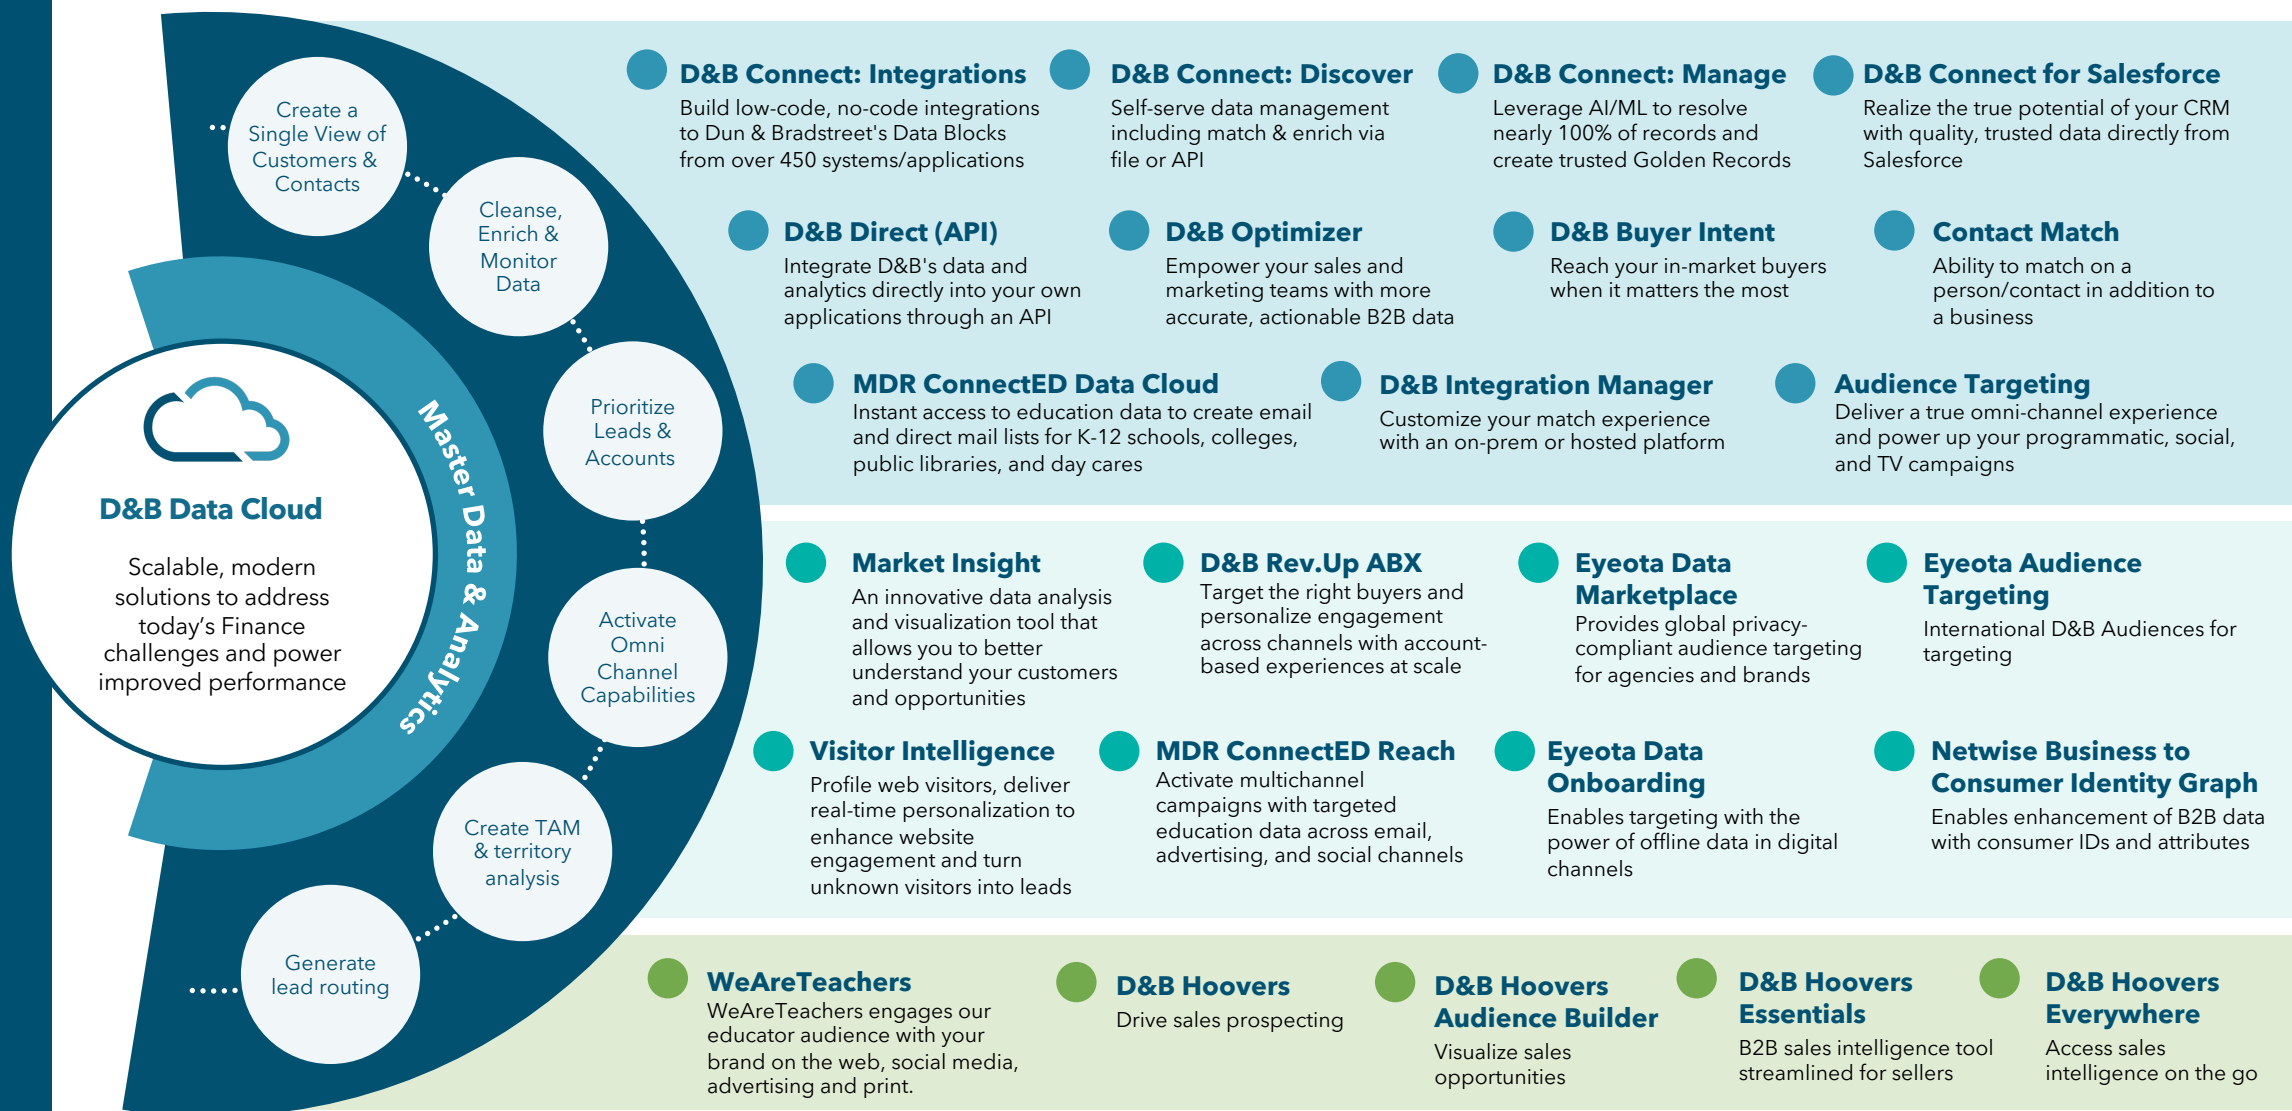 Create a
Single View of
Customers &
Contacts
Cleanse,
Enrich &
Monitor
Data
Prioritize
Leads &
Accounts
Activate
Omni
Channel
Capabilities
Create TAM
& territory
analysis
Generate
lead routing
Master Data & Analytics
D&B Data Cloud
Scalable, modern
solutions to address
today’s Finance
challenges and power
improved performance
D&B Connect: Integrations
Build low-code, no-code integrations
to Dun & Bradstreet's Data Blocks
from over 450 systems/applications
D&B Connect: Discover
Self-serve data management
including match & enrich via
file or API
D&B Connect: Manage
Leverage AI/ML to resolve
nearly 100% of records and
create trusted Golden Records
D&B Connect for Salesforce
Realize the true potential of your CRM
with quality, trusted data directly from
Salesforce
D&B Direct (API)
Integrate D&B's data and
analytics directly into your own
applications through an API
D&B Optimizer
Empower your sales and
marketing teams with more
accurate, actionable B2B data
D&B Buyer Intent
Reach your in-market buyers
when it matters the most
Contact Match
Ability to match on a
person/contact in addition to
a business
MDR ConnectED Data Cloud
Instant access to education data to create email
and direct mail lists for K-12 schools, colleges,
public libraries, and day cares
D&B Integration Manager
Customize your match experience
with an on-prem or hosted platform
Audience Targeting
Deliver a true omni-channel experience
and power up your programmatic, social,
and TV campaigns
Market Insight
An innovative data analysis
and visualization tool that
allows you to better
understand your customers
and opportunities
D&B Rev.Up ABX
Target the right buyers and
personalize engagement
across channels with account-
based experiences at scale
Eyeota Data
Marketplace
Provides global privacy-
compliant audience targeting
for agencies and brands
Eyeota Audience
Targeting
International D&B Audiences for
targeting
Visitor Intelligence
Profile web visitors, deliver
real-time personalization to
enhance website
engagement and turn
unknown visitors into leads
MDR ConnectED Reach
Activate multichannel
campaigns with targeted
education data across email,
advertising, and social channels
Eyeota Data
Onboarding
Enables targeting with the
power of offline data in digital
channels
Netwise Business to
Consumer Identity Graph
Enables enhancement of B2B data
with consumer IDs and attributes
WeAreTeachers
WeAreTeachers engages our
educator audience with your
brand on the web, social media,
advertising and print.
D&B Hoovers
Drive sales prospecting
D&B Hoovers
Audience Builder
Visualize sales
opportunities
D&B Hoovers
Essentials
B2B sales intelligence tool
streamlined for sellers
D&B Hoovers
Everywhere
Access sales
intelligence on the go